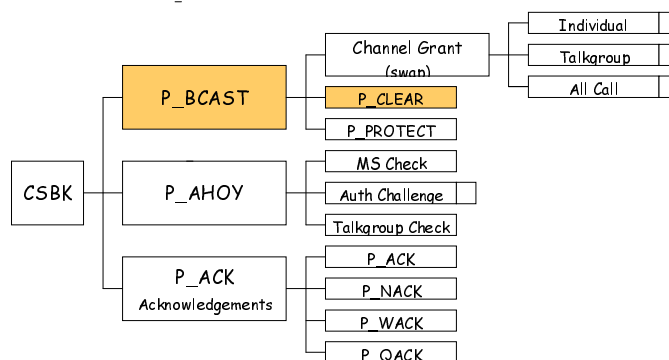 Individual
Channel Grant
(swap)
Talkgroup
All Call
P_BCAST
P_CLEAR
P_PROTECT
MS Check
CSBK
P_AHOY
Auth Challenge
Talkgroup Check
P_ACK
Acknowledgements
P_ACK
P_NACK
P_WACK
P_QACK